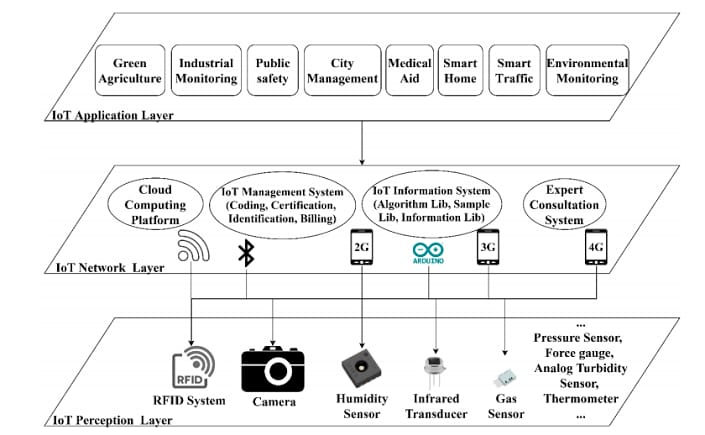 Green
Agriculture
Industrial
Monitoring
Public
safety
City
Management
Medical
Aid
Smart
Home
Smart
Traffic
Environmental
Monitoring
IoT Application Layer
Cloud
Computing
Platform
IoT Management System
(Coding, Certification,
Identification, Billing)
IoT Information System
(Algorithm Lib, Sample
Lib, Information Lib)
Expert
Consultation
System
2G
ARDUINO
3G
4G
IoT Network Layer
RFID
RFID System
Camera
Humidity
Sensor
Infrared
Transducer
Gas
Sensor
...
Pressure Sensor,
Force gauge,
Analog Turbidity
Sensor,
Thermometer
...
IoT Perception Layer